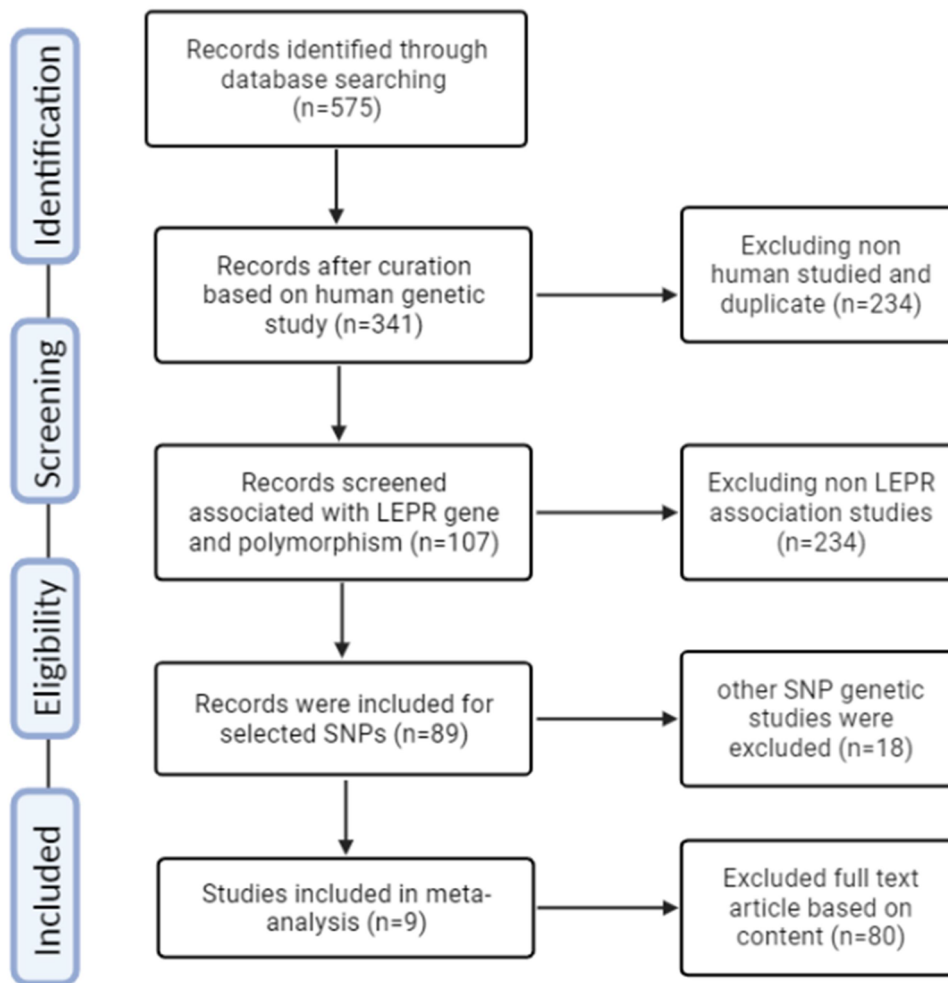 Identification
Records identified through
database searching
(n=575)
Records after curation
based on human genetic
study (n=341)
Excluding non
human studied and
duplicate (n=234)
Screening
Records screened
associated with LEPR gene
and polymorphism (n=107)
Excluding non LEPR
association studies
(n=234)
Eligibility
Records were included for
selected SNPs (n=89)
other SNP genetic
studies were
excluded (n=18)
Included
Studies included in meta-
analysis (n=9)
Excluded full text
article based on
content (n=80)